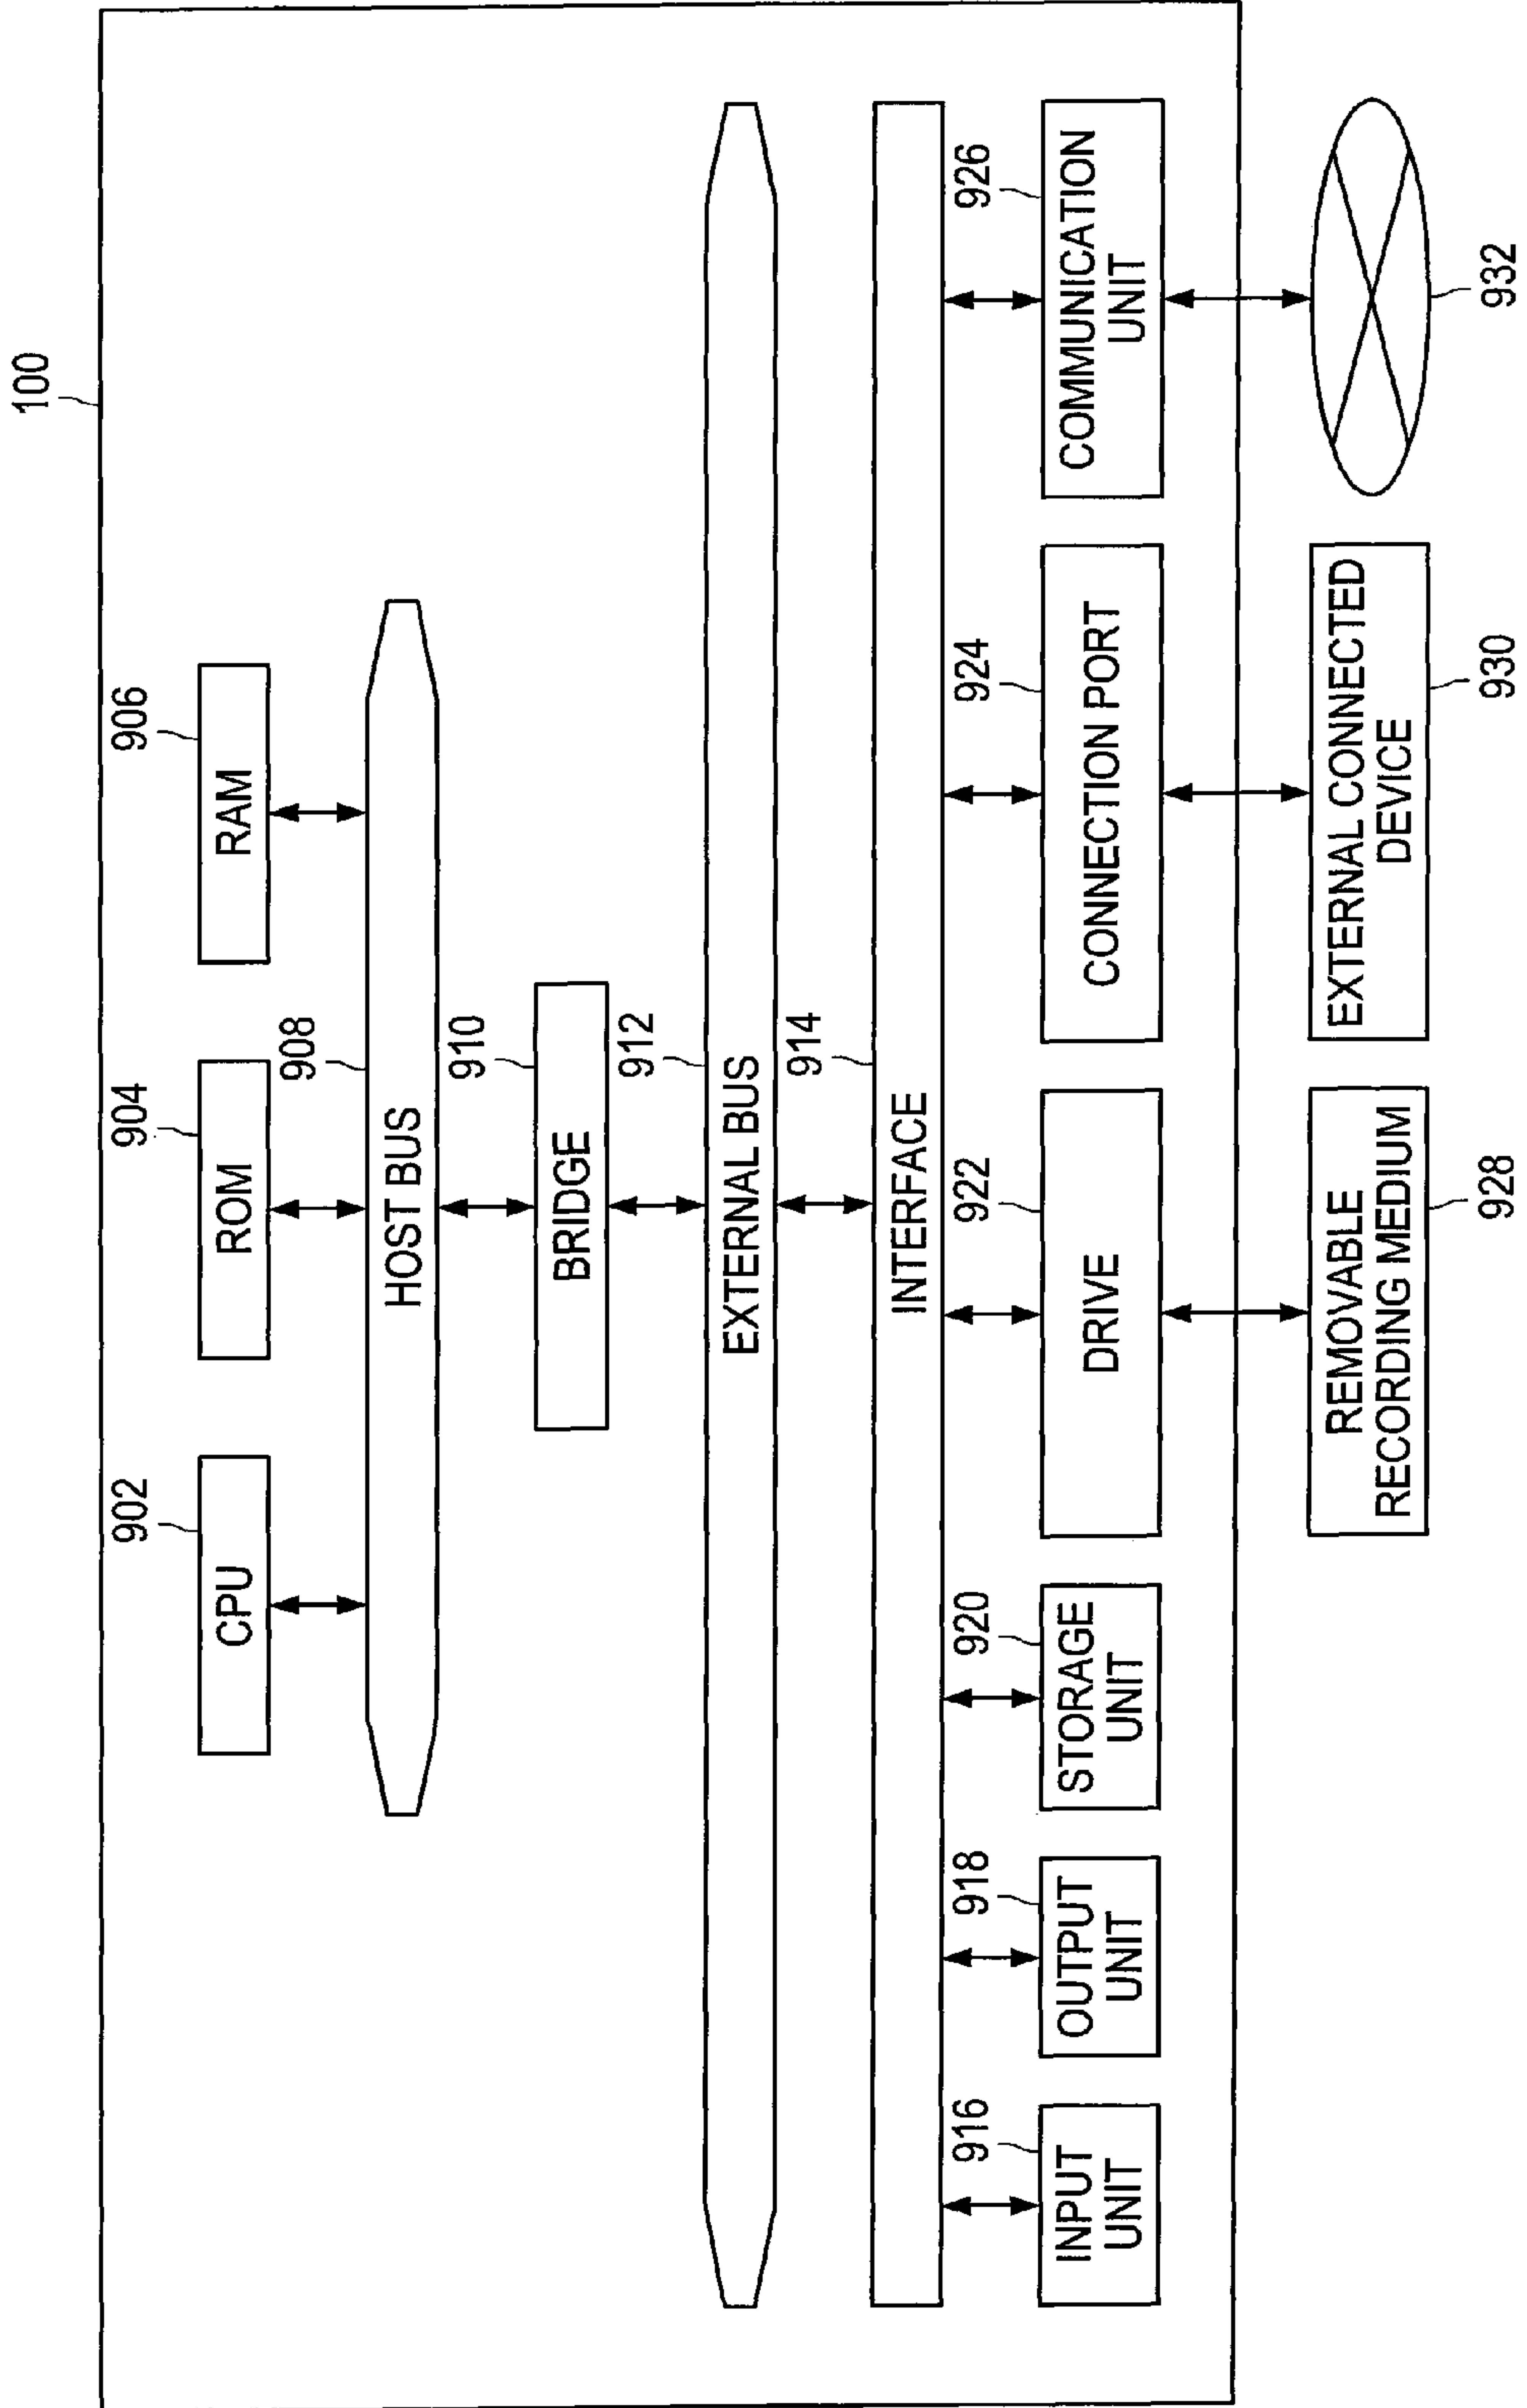 100
902
904
906
CPU
ROM
RAM
908
HOST BUS
910
BRIDGE
912
EXTERNAL BUS
914
INTERFACE
916
918
920
922
924
926
INPUT
UNIT
OUTPUT
UNIT
STORAGE
UNIT
DRIVE
CONNECTION PORT
COMMUNICATION
UNIT
REMOVABLE
RECORDING MEDIUM
EXTERNAL CONNECTED
DEVICE
928
930
932